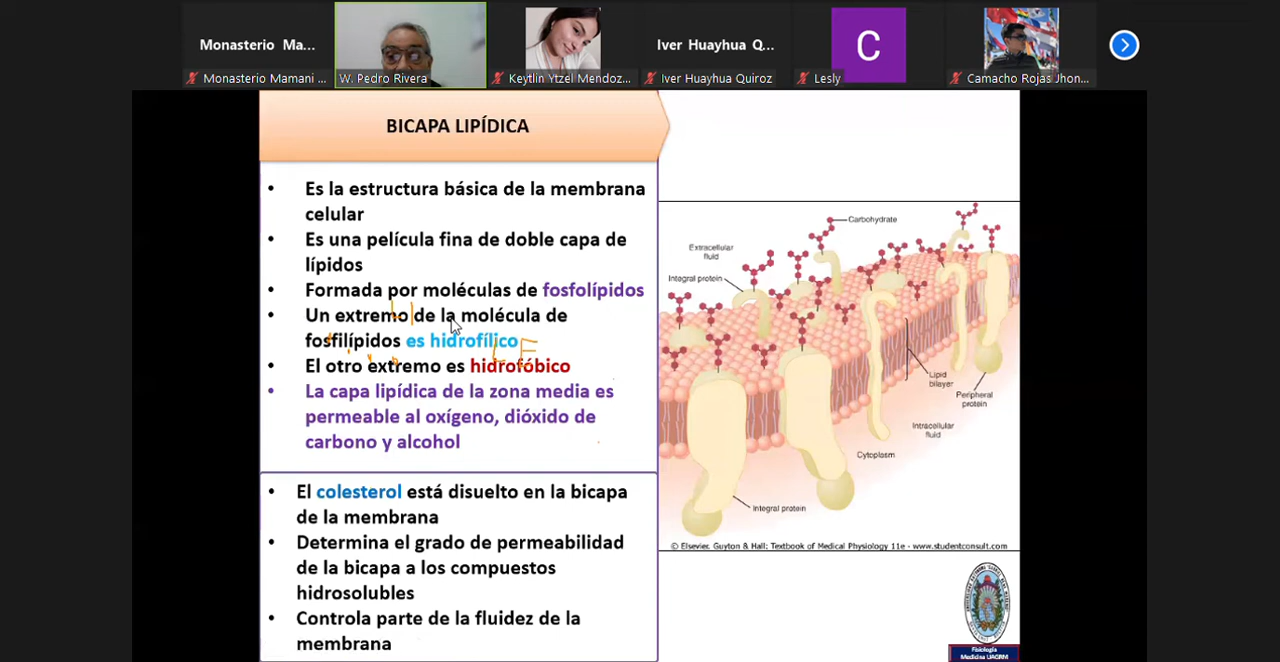 Monasterio Ma...
Iver Huayhua Q...
C
Monasterio Mamani ...
W. Pedro Rivera
Keytlin Ytzel Mendoz...
Iver Huayhua Quiroz
Lesly
Camacho Rojas Jhon...
BICAPA LIPÍDICA
• Es la estructura básica de la membrana
celular
• Es una película fina de doble capa de
lípidos
• Formada por moléculas de fosfolípidos
• Un extremo de la molécula de
fosfilípidos es hidrofílico
• El otro extremo es hidrofóbico
• La capa lipídica de la zona media es
permeable al oxígeno, dióxido de
carbono y alcohol
• El colesterol está disuelto en la bicapa
de la membrana
• Determina el grado de permeabilidad
de la bicapa a los compuestos
hidrosolubles
• Controla parte de la fluidez de la
membrana
Carbohydrate
Extracellular
fluid
Integral protein
Lipid
bilayer
Peripheral
protein
Intracellular
fluid
Cytoplasm
Integral protein
© Elsevier. Guyton & Hall: Textbook of Medical Physiology 11e - www.studentconsult.com
Fisiología
Medicina UAGRM